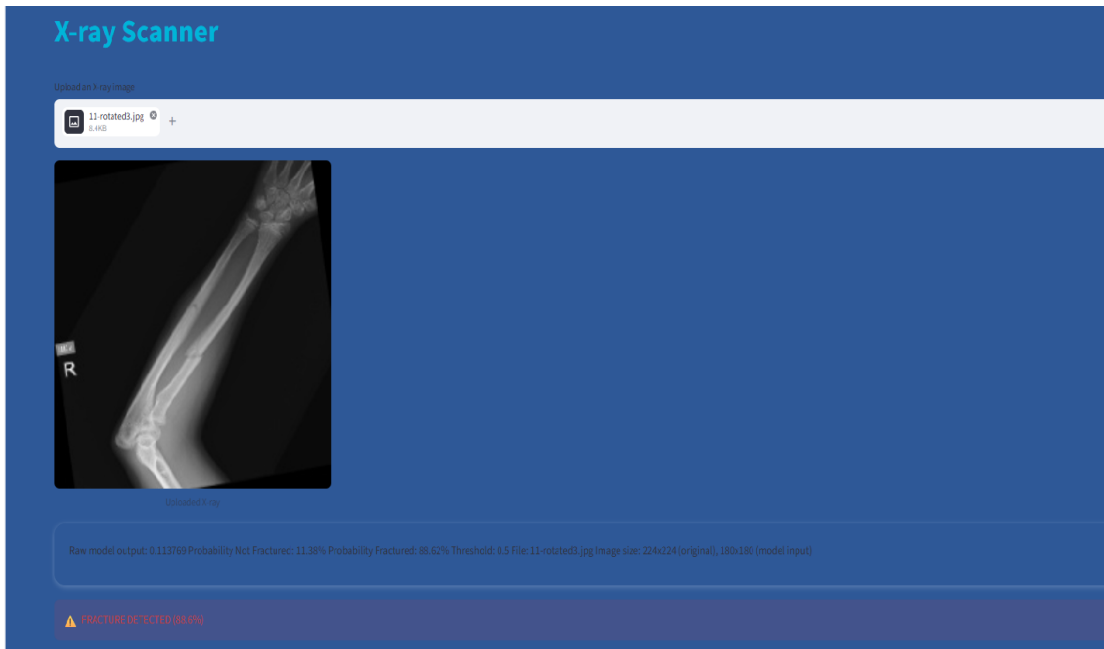 X-ray Scanner
Upload an X-ray image
11-rotated3.jpg
8.4KB
R
Uploaded X-ray
Raw model output: 0.113769 Probability Not Fractured: 11.38% Probability Fractured: 88.62% Threshold: 0.5 File: 11-rotated3.jpg Image size: 224x224 (original), 180x180 (model input)
FRACTURE DETECTED (88.6%)